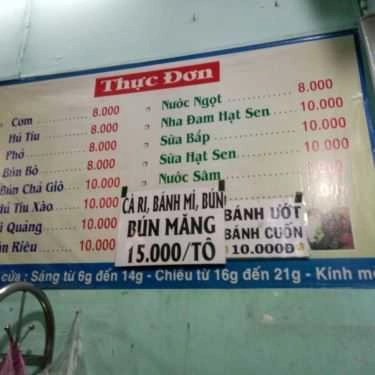 Thực Đơn
Cơm 8.000
Hủ Tíu 8.000
Phở 8.000
Bún Bò 8.000
Bún Chả Giò 10.000
Hủ Tíu Xào 10.000
Quảng 10.000
Riêu 10.000
Nước Ngọt 8.000
Nha Đam Hạt Sen 10.000
Sữa Bắp 10.000
Sữa Hạt Sen 10.000
Nước Sâm
CÀ RI, BÁNH MÌ, BÚN
BÚN MĂNG
15.000/TÔ
BÁNH ƯỚT
BÁNH CUỐN
10.000Đ
cửa : Sáng từ 6g đến 14g - Chiều từ 16g đến 21g - Kính